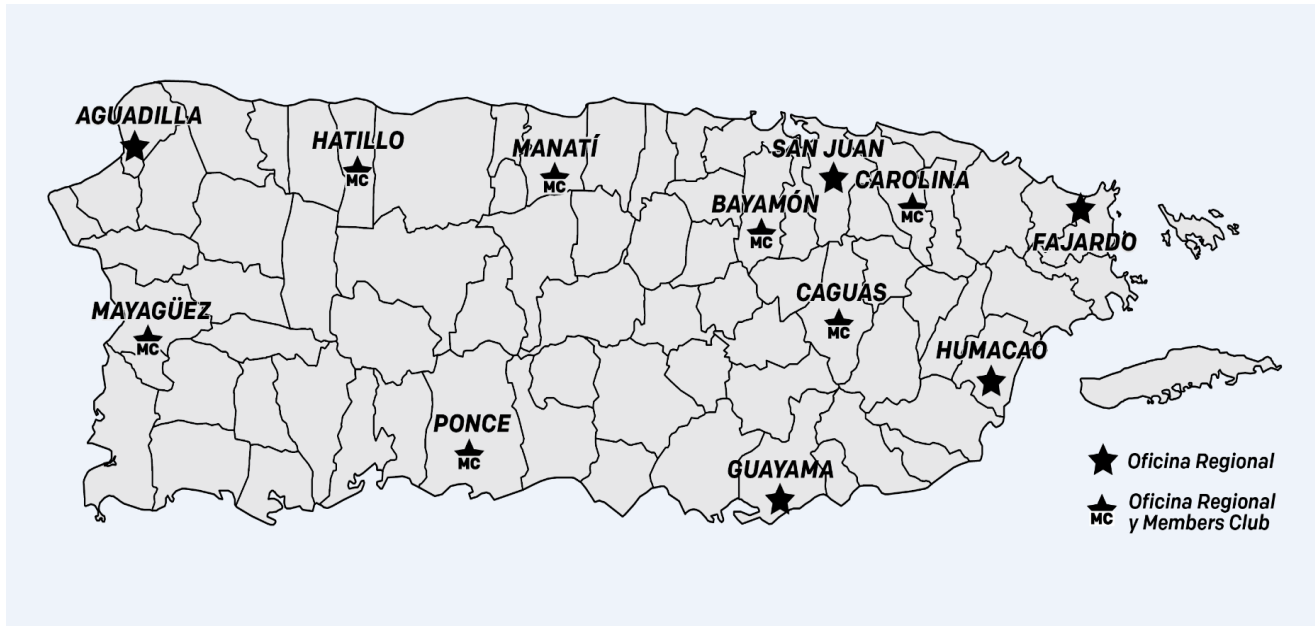 AGUADILLA
HATILLO
MC
MANATÍ
MC
SAN JUAN
CAROLINA
MC
BAYAMÓN
MC
FAJARDO
MAYAGÜEZ
MC
CAGUAS
MC
HUMACAO
PONCE
MC
GUAYAMA
Oficina Regional
MC
Oficina Regional
y Members Club